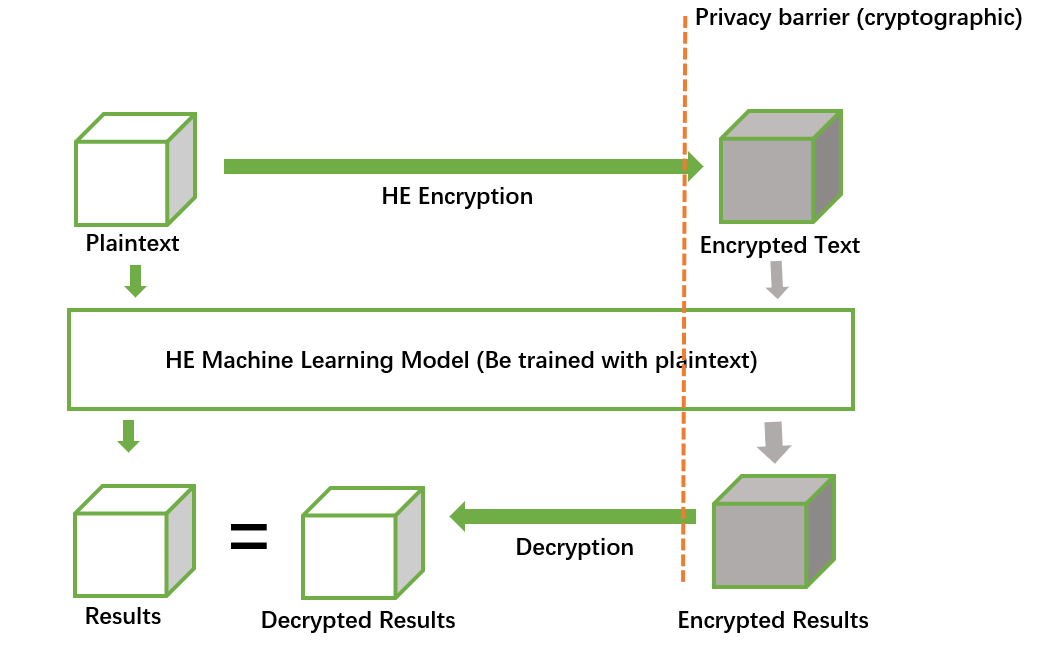 Privacy barrier (cryptographic)
HE Encryption
Plaintext
Encrypted Text
HE Machine Learning Model (Be trained with plaintext)
=
Decryption
Results
Decrypted Results
Encrypted Results